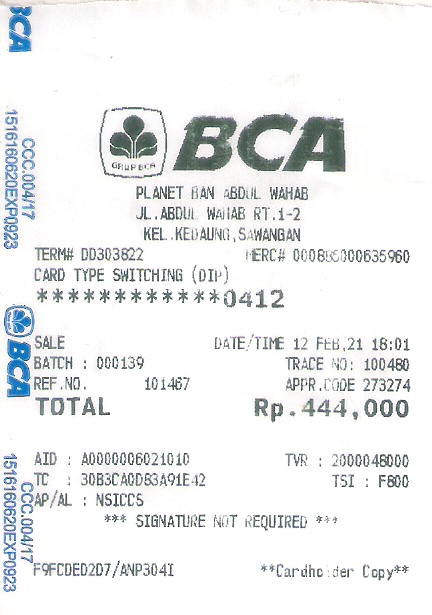 BCA
CCC.004/17
1516160620EXP0923
GRUP BCA
BCA
PLANET BAN ABDUL WAHAB
JL.ABDUL WAHAB RT.1-2
KEL.KEDAUNG,SAWANGAN
TERM# DD303822 MERC# 000885000635960
CARD TYPE SWITCHING (DIP)
************0412
SALE DATE/TIME 12 FEB,21 18:01
BATCH : 000139 TRACE NO: 100480
REF.NO. 101467 APPR.CODE 273274
TOTAL Rp.444,000
BCA
CCC.004/17
1516160620EXP0923
AID : A0000006021010 TVR : 2000048000
TC : 30B3CA0D83A91E42 TSI : F800
AP/AL : NSICCS
*** SIGNATURE NOT REQUIRED ***
F9FCDED2D7/ANP304I **Cardholder Copy**